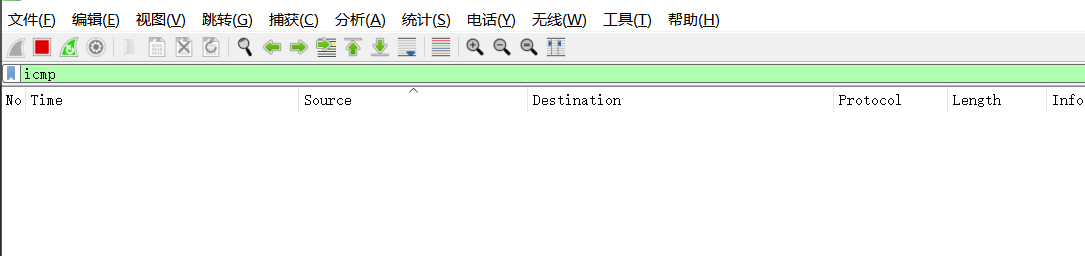 文件(F) 编辑(E) 视图(V) 跳转(G) 捕获(C) 分析(A) 统计(S) 电话(Y) 无线(W) 工具(T) 帮助(H)
icmp
No Time Source Destination Protocol Length Info